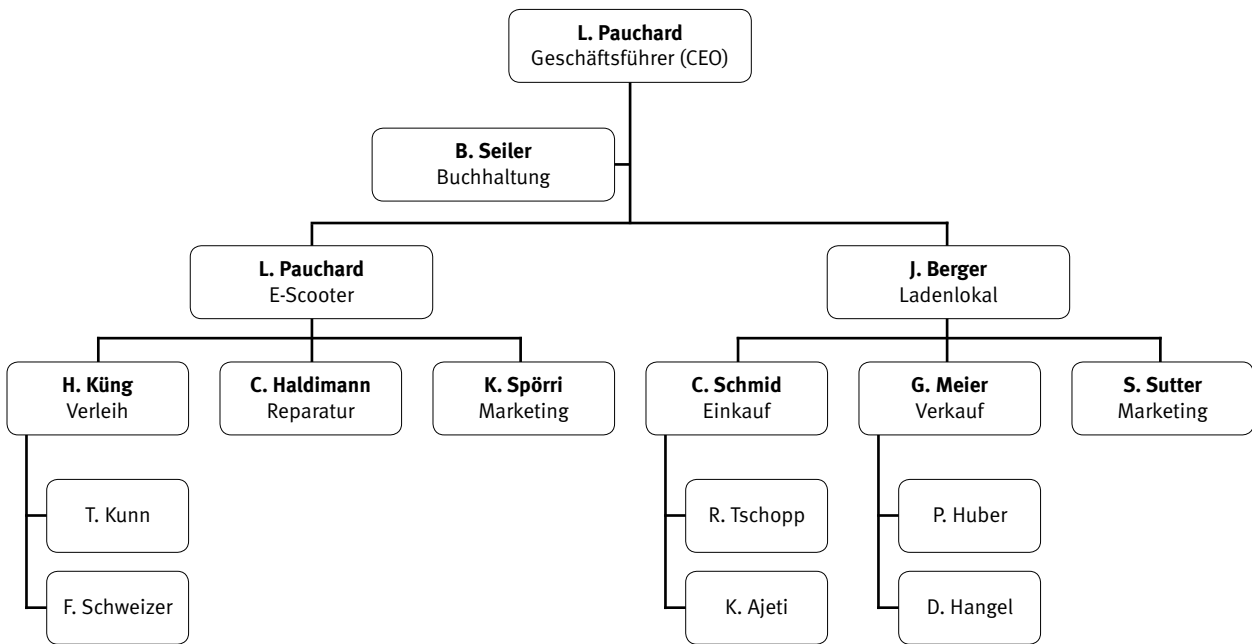 L. Pauchard
Geschäftsführer (CEO)
B. Seiler
Buchhaltung
L. Pauchard
E-Scooter
J. Berger
Ladenlokal
H. Küng
Verleih
C. Haldimann
Reparatur
K. Spörri
Marketing
C. Schmid
Einkauf
G. Meier
Verkauf
S. Sutter
Marketing
T. Kunn
R. Tschopp
P. Huber
F. Schweizer
K. Ajeti
D. Hangel